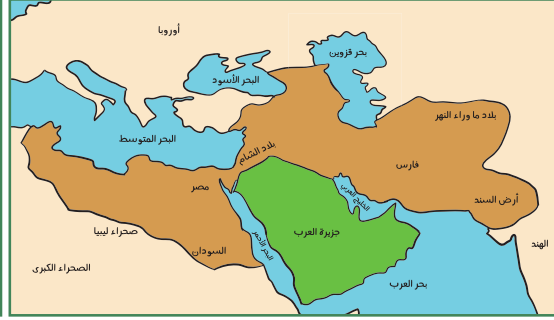 أوروبا
بحر قزوين
البحر الأسود
بلاد ما وراء النهر
البحر المتوسط
بلاد الشام
فارس
مصر
الخليج العربي
أرض السند
صحراء ليبيا
جزيرة العرب
البحر الأحمر
الهند
السودان
الصحراء الكبرى
بحر العرب